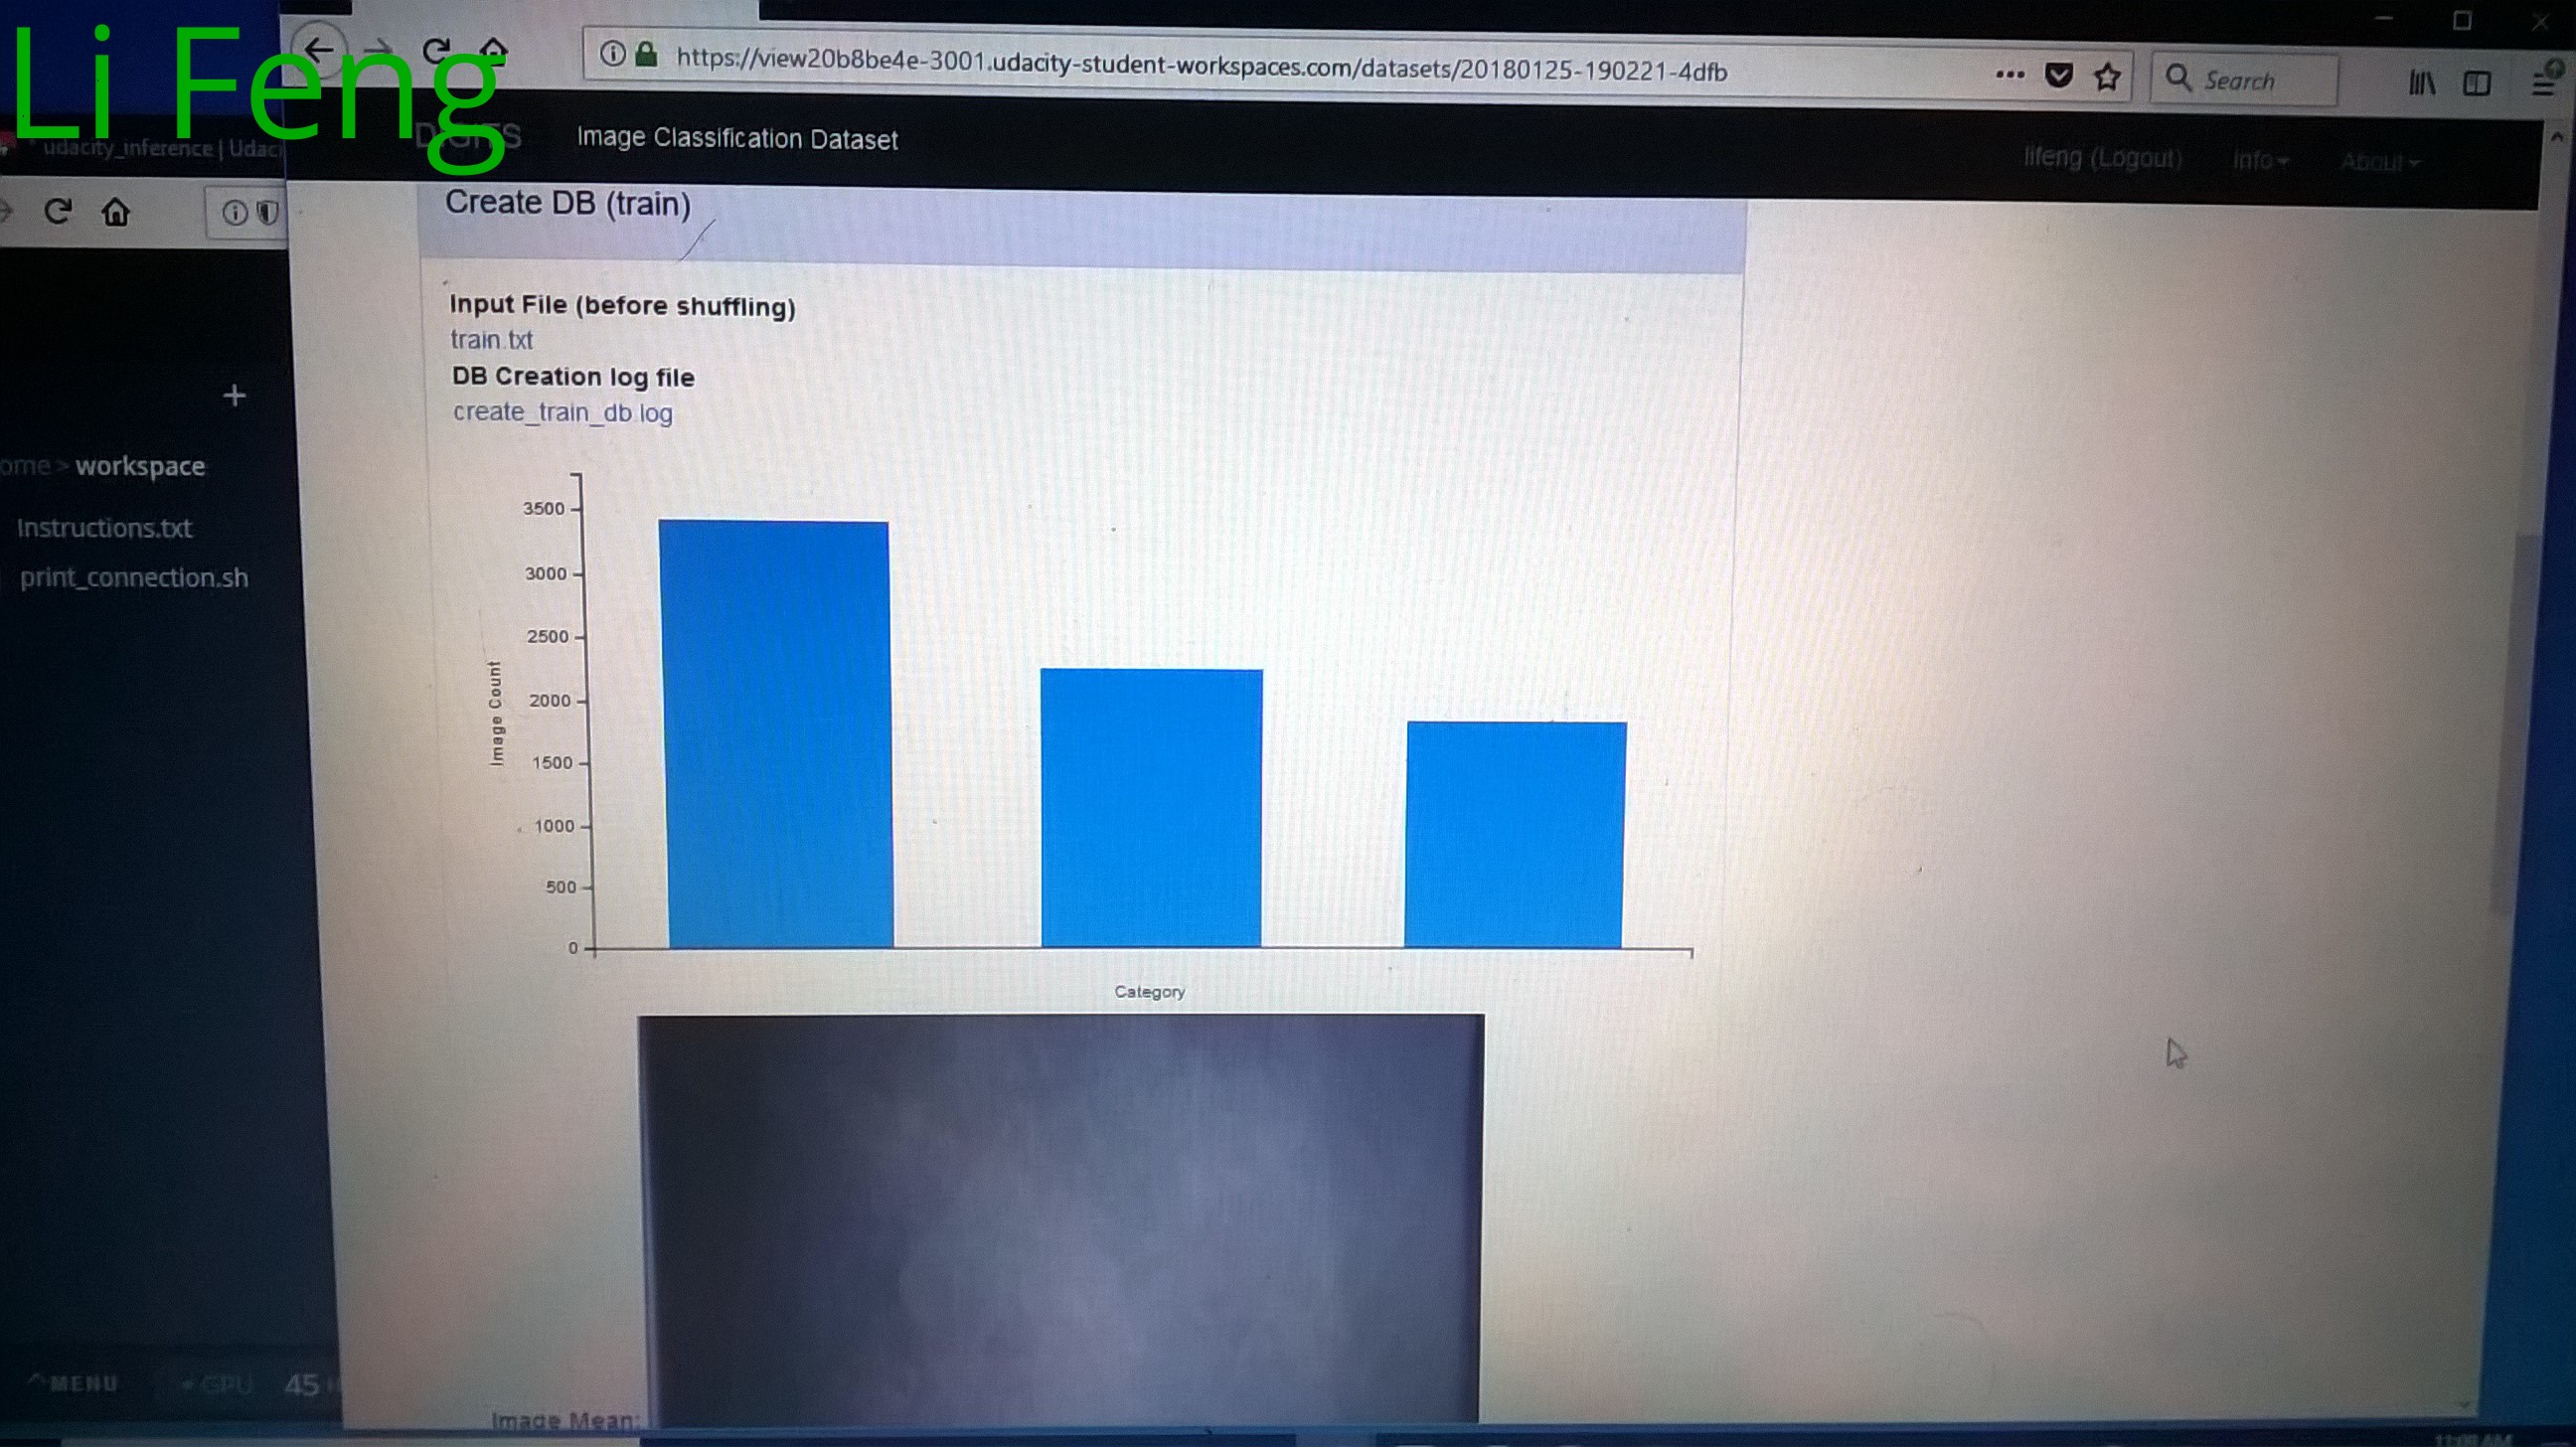 Li Feng
https://view20b8be4e-3001.udacity-student-workspaces.com/datasets/20180125-190221-4dfb
Search
udacity_inference | Udaci
DIGITS
Image Classification Dataset
lifeng (Logout)
Info
About
Create DB (train)
Input File (before shuffling)
train.txt
DB Creation log file
create_train_db.log
ome > workspace
Instructions.txt
print_connection.sh
3500
3000
2500
2000
1500
1000
500
0
Image Count
Category
Image Mean:
MENU
GPU
45